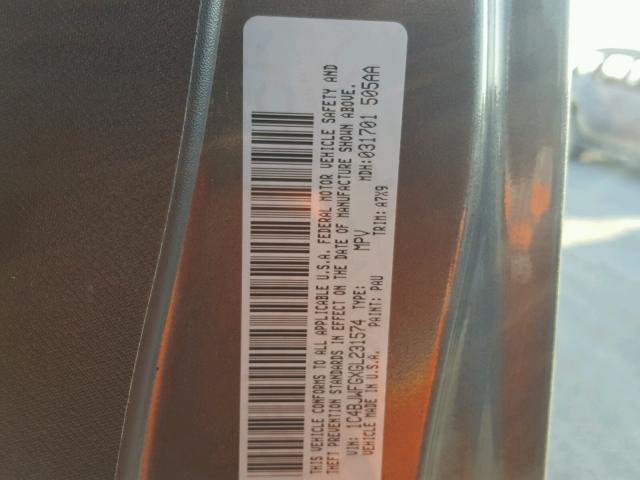 THIS VEHICLE CONFORMS TO ALL APPLICABLE U.S.A. FEDERAL MOTOR VEHICLE SAFETY AND
THEFT PREVENTION STANDARDS IN EFFECT ON THE DATE OF MANUFACTURE SHOWN ABOVE.
VIN: 1C4BJWFGXGL231574 TYPE: MPV MDH:031701 505AA
VEHICLE MADE IN U.S.A. PAINT: PAU TRIM: A7X9